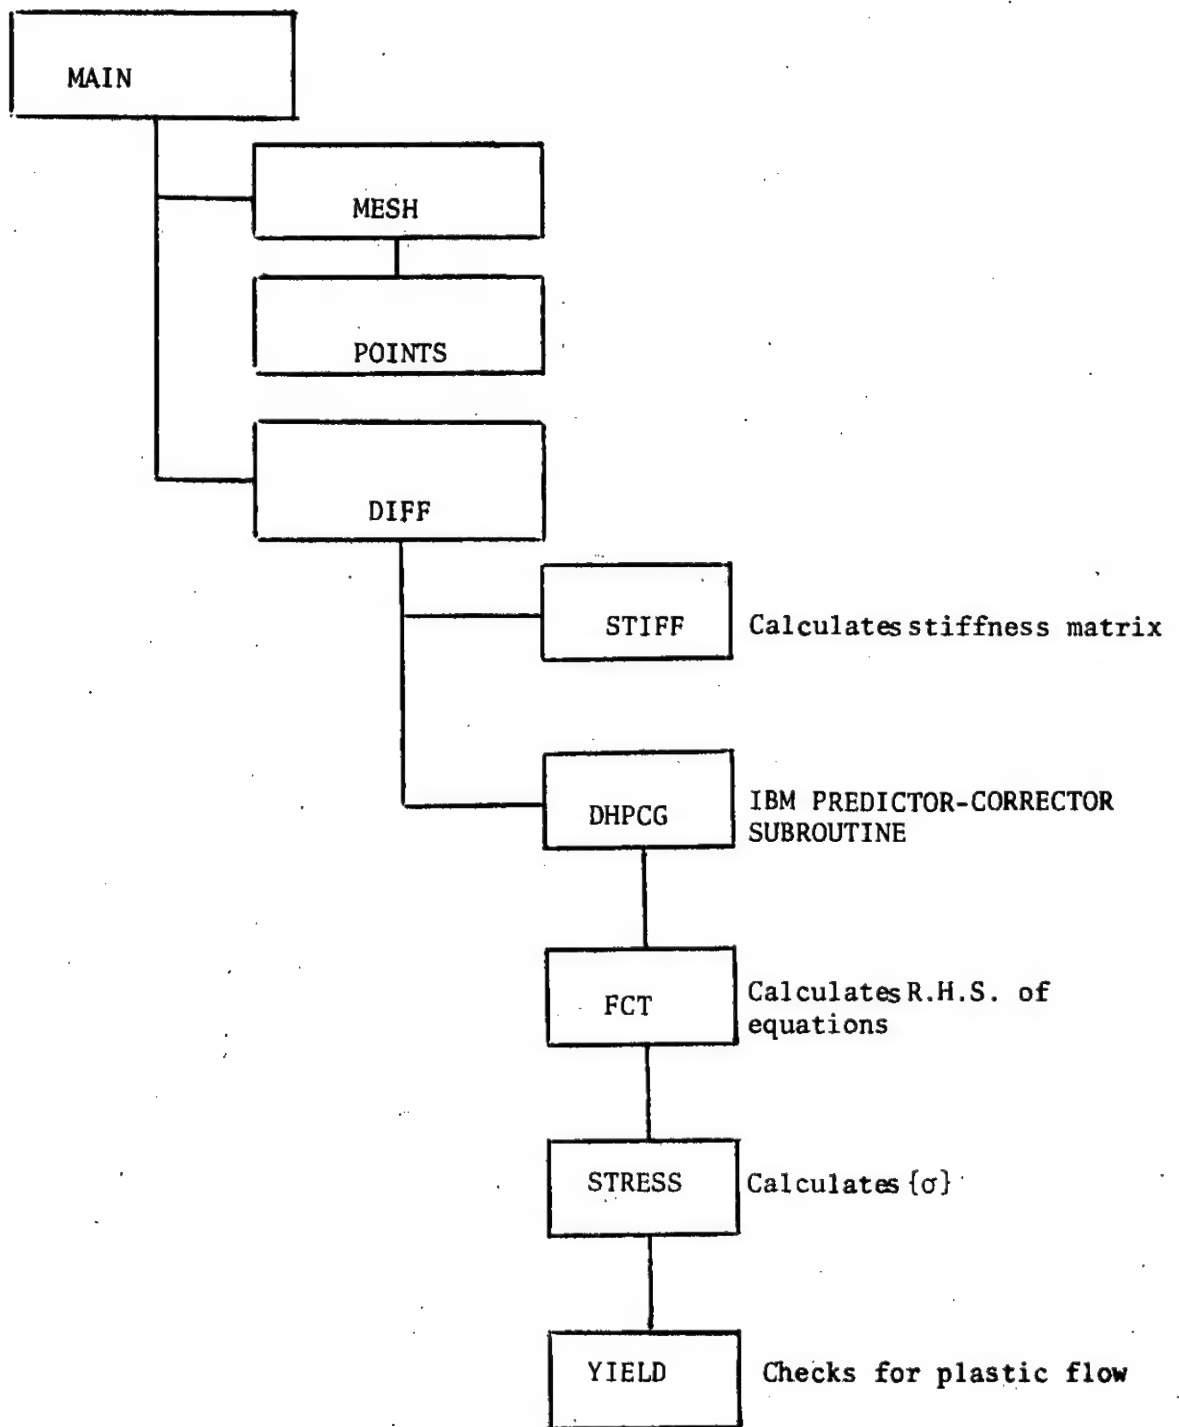 MAIN
MESH
POINTS
DIFF
STIFF
Calculates stiffness matrix
DHPCG
IBM PREDICTOR-CORRECTOR
SUBROUTINE
FCT
Calculates R.H.S. of
equations
STRESS
Calculates {σ}
YIELD
Checks for plastic flow